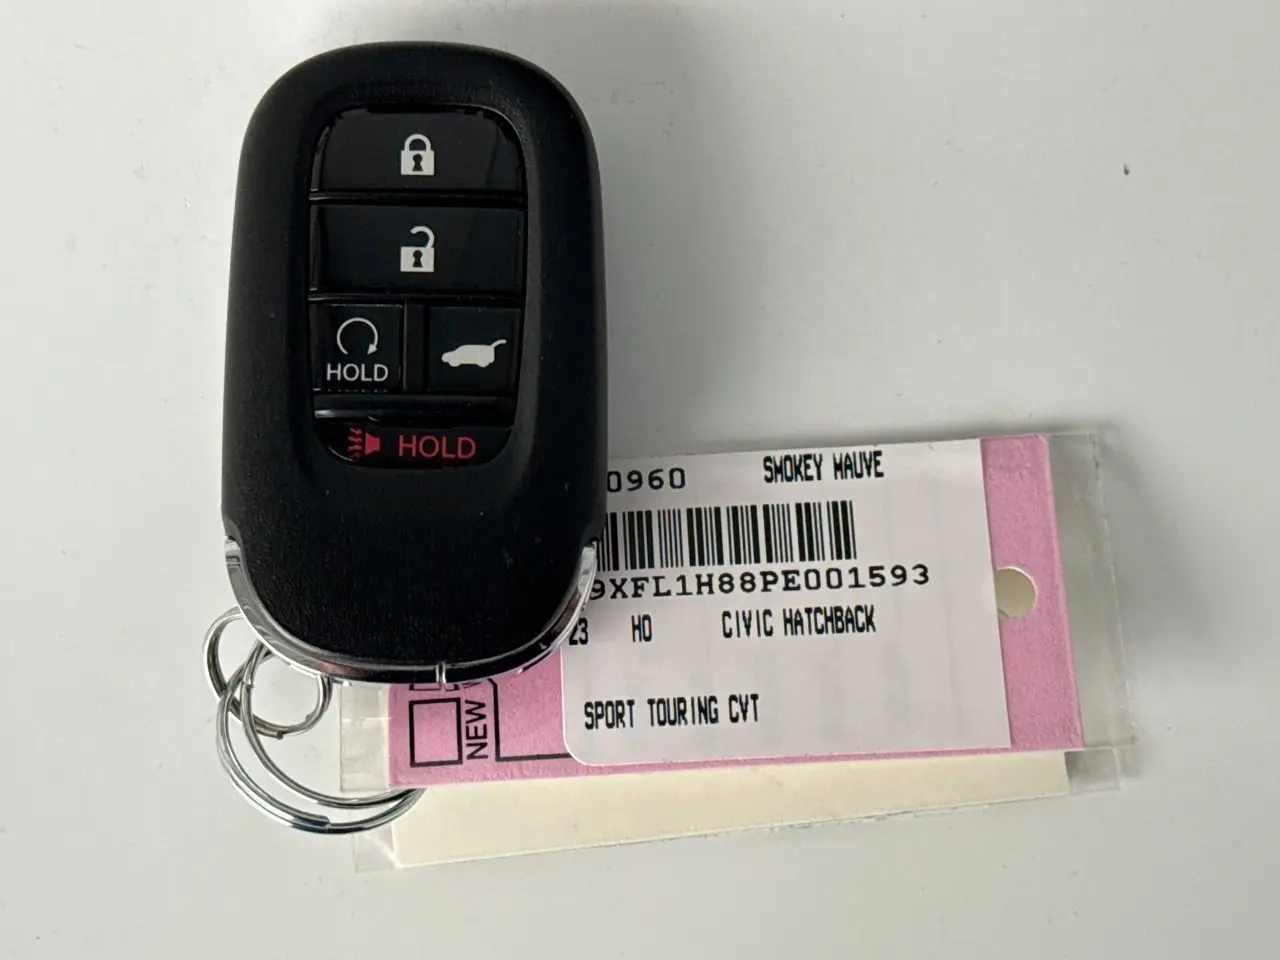 HOLD
HOLD
0960 SMOKEY MAUVE
9XFL1H88PE001593
23 HO CIVIC HATCHBACK
SPORT TOURING CVT
NEW